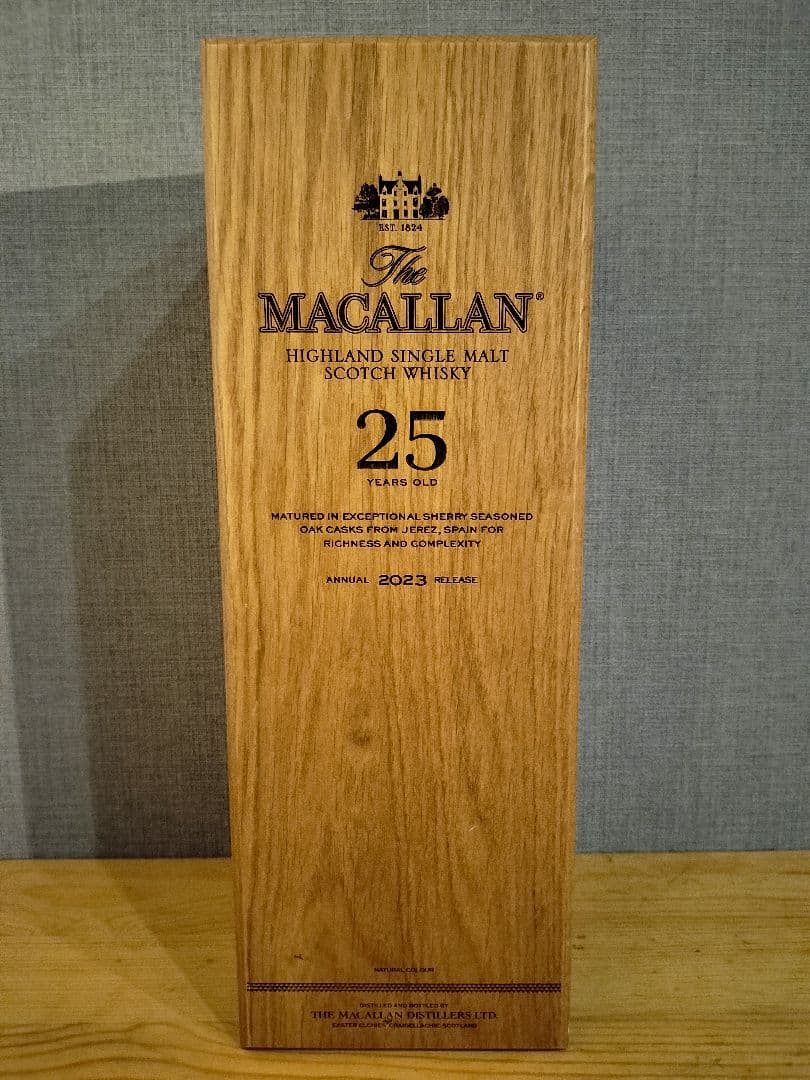 EST. 1824
The
MACALLAN®
HIGHLAND SINGLE MALT
SCOTCH WHISKY
25
YEARS OLD
MATURED IN EXCEPTIONAL SHERRY SEASONED
OAK CASKS FROM JEREZ, SPAIN FOR
RICHNESS AND COMPLEXITY
ANNUAL 2023 RELEASE
NATURAL COLOUR
DISTILLED AND BOTTLED BY
THE MACALLAN DISTILLERS LTD.
EASTER ELCHIES CRAIGELLACHIE SCOTLAND